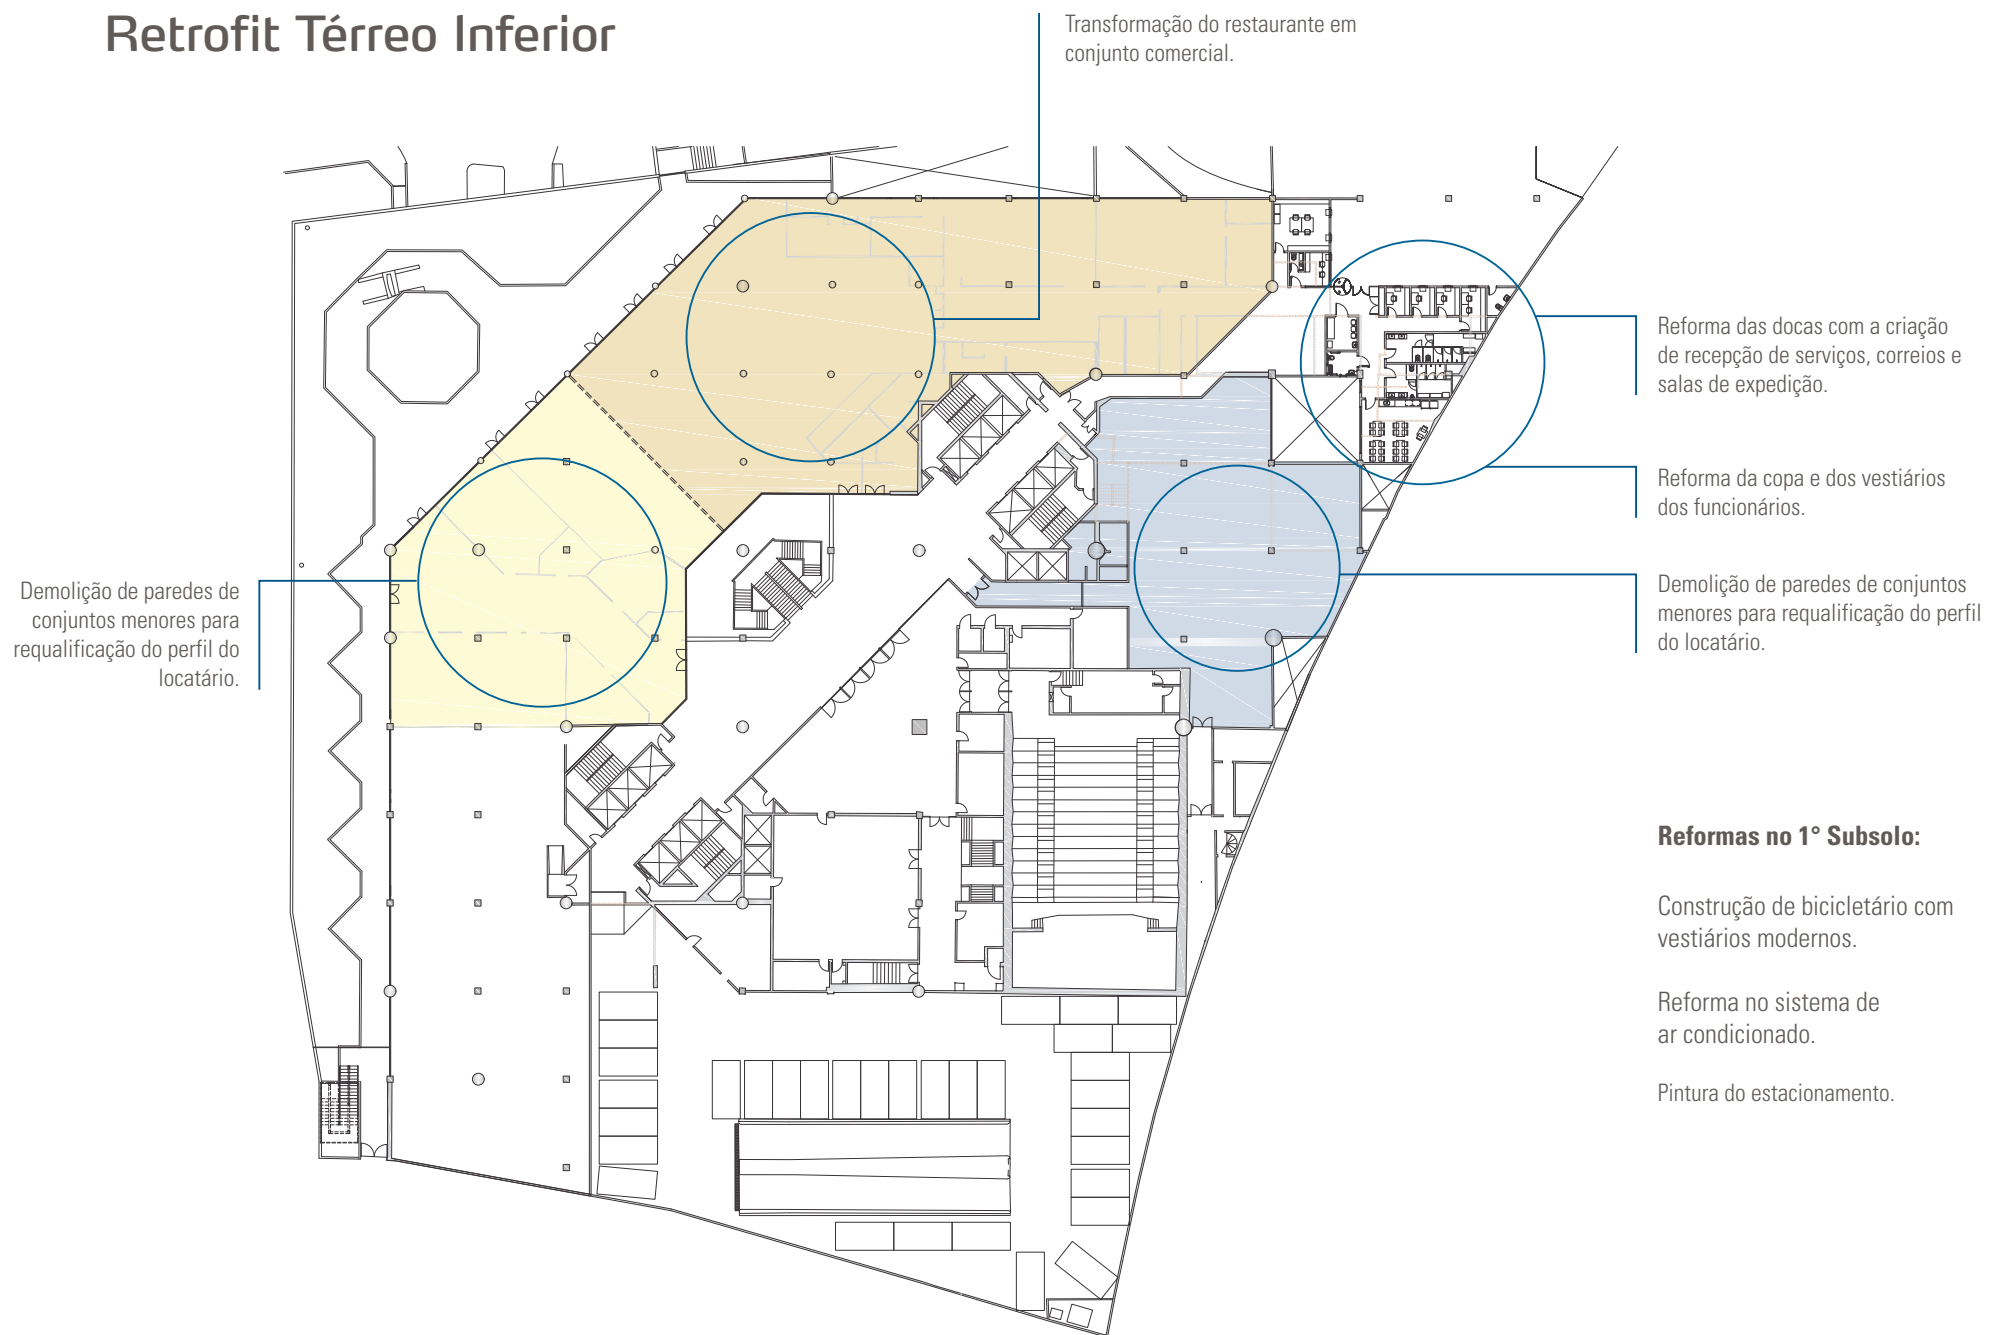 Retrofit Térreo Inferior
Transformação do restaurante em
conjunto comercial.
Reforma das docas com a criação
de recepção de serviços, correios e
salas de expedição.
Reforma da copa e dos vestiários
dos funcionários.
Demolição de paredes de
conjuntos menores para
requalificação do perfil do
locatário.
Demolição de paredes de conjuntos
menores para requalificação do perfil
do locatário.
Reformas no 1° Subsolo:
Construção de bicicletário com
vestiários modernos.
Reforma no sistema de
ar condicionado.
Pintura do estacionamento.